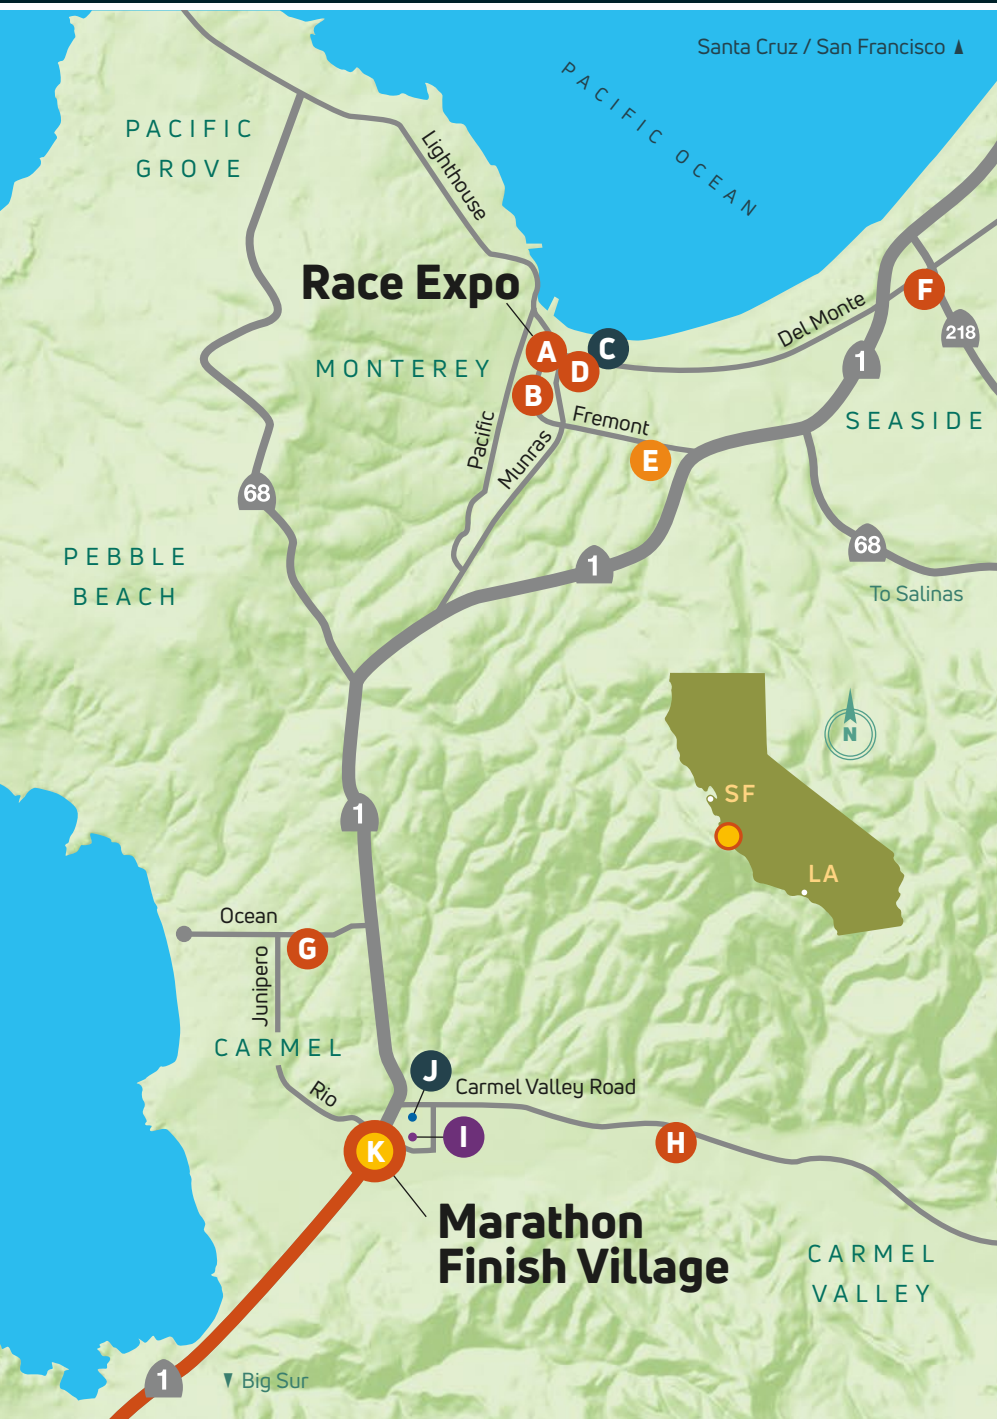 Santa Cruz / San Francisco
PACIFIC OCEAN
PACIFIC
GROVE
Lighthouse
Race Expo
F
Del Monte
218
A
C
D
B
1
MONTEREY
SEASIDE
Pacific
Munras
Fremont
E
68
68
To Salinas
1
PEBBLE
BEACH
N
SF
LA
1
Ocean
G
Junipero
CARMEL
J
Carmel Valley Road
Rio
I
H
K
Marathon
Finish Village
CARMEL
VALLEY
1
Big Sur